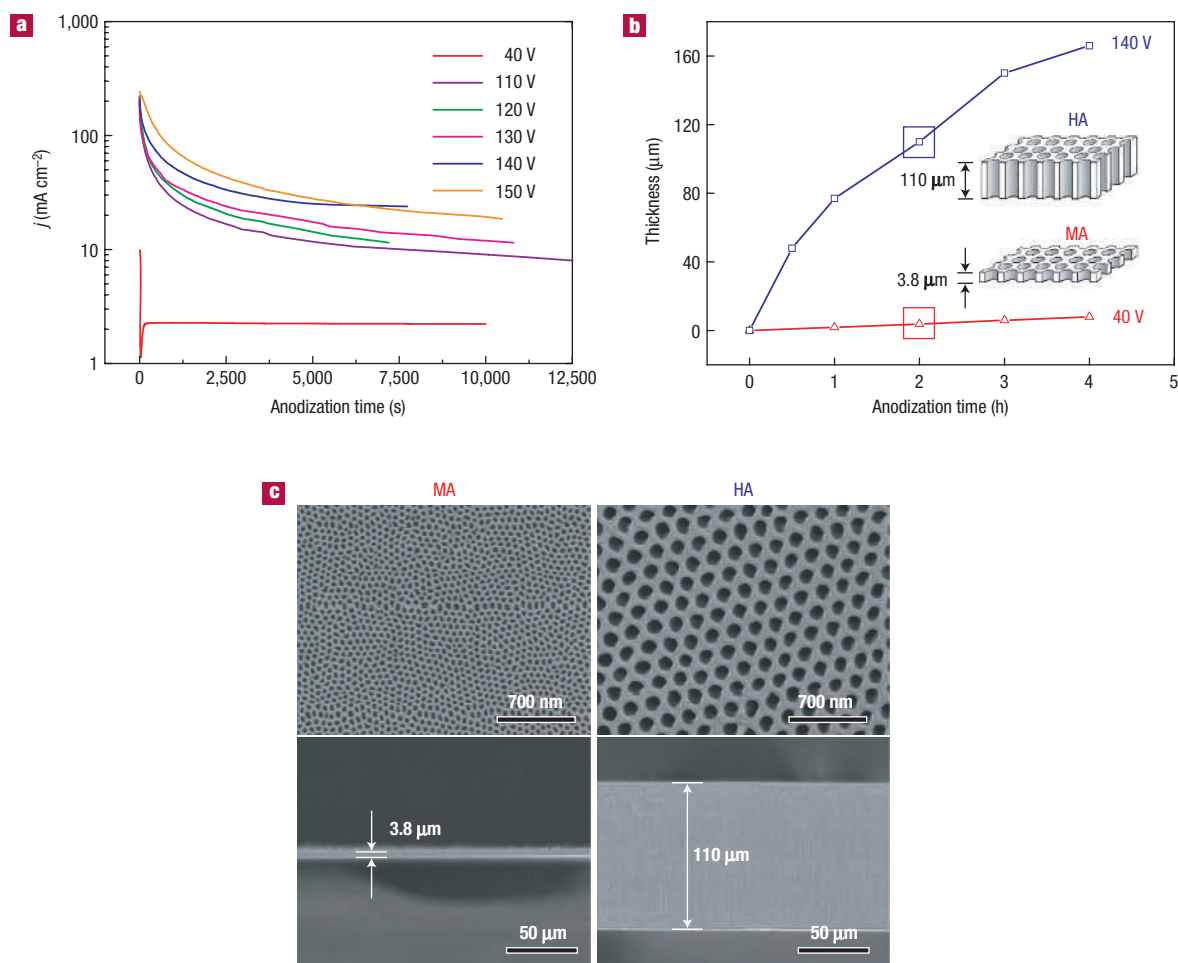 a
1,000
100
10
1
j (mA cm⁻²)
0
2,500
5,000
7,500
10,000
12,500
Anodization time (s)
40 V
110 V
120 V
130 V
140 V
150 V
b
160
120
80
40
0
Thickness (μm)
0
1
2
3
4
5
Anodization time (h)
140 V
HA
110 μm
MA
3.8 μm
40 V
c
MA
HA
700 nm
700 nm
3.8 μm
50 μm
110 μm
50 μm